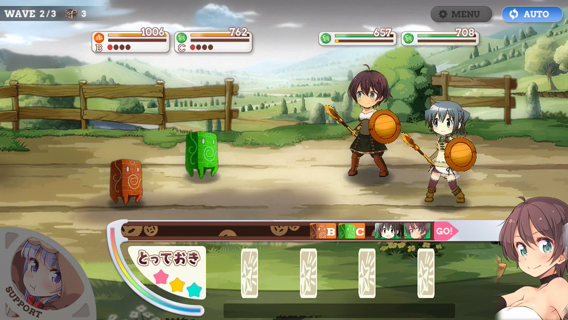 WAVE 2/3 3
MENU
AUTO
1006
B
762
C
657
708
B C GO!
とっておき
SUPPORT